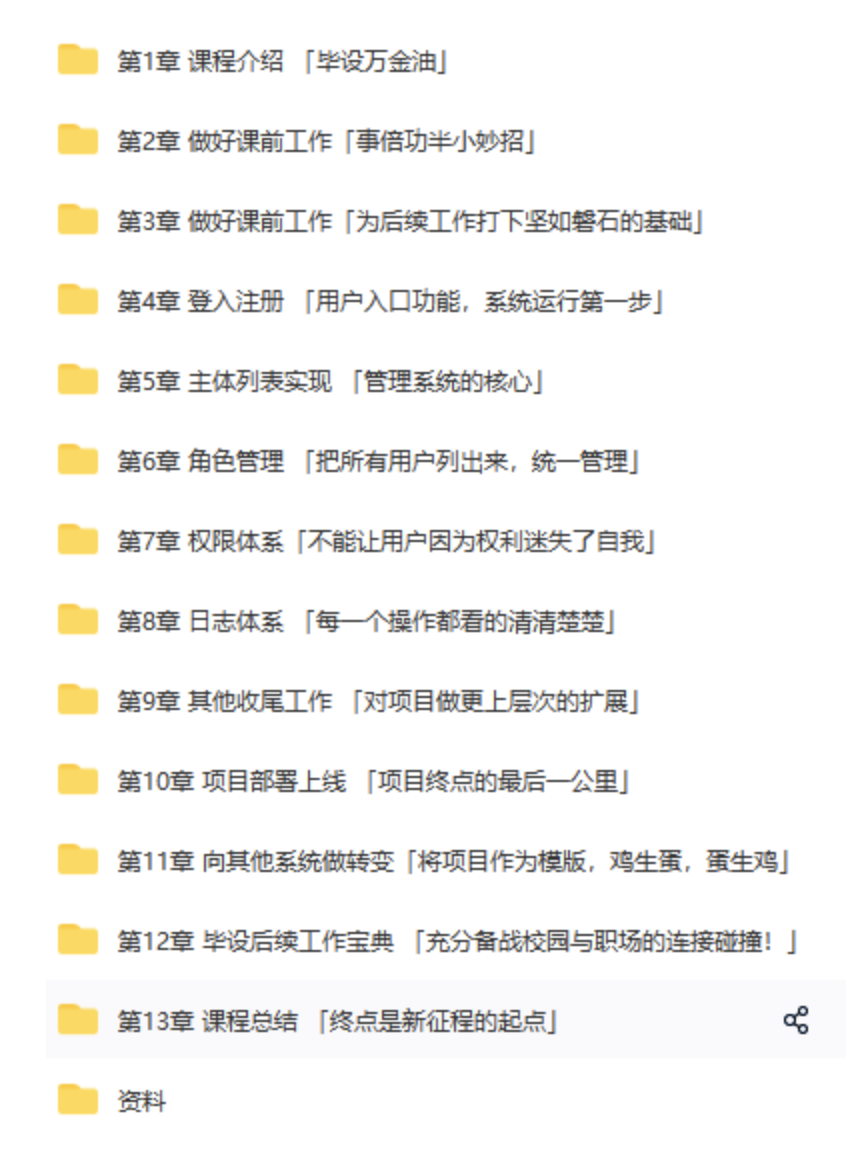 第1章 课程介绍 「毕设万金油」
第2章 做好课前工作「事倍功半小妙招」
第3章 做好课前工作「为后续工作打下坚如磐石的基础」
第4章 登入注册 「用户入口功能，系统运行第一步」
第5章 主体列表实现 「管理系统的核心」
第6章 角色管理 「把所有用户列出来，统一管理」
第7章 权限体系「不能让用户因为权利迷失了自我」
第8章 日志体系 「每一个操作都看的清清楚楚」
第9章 其他收尾工作 「对项目做更上层次的扩展」
第10章 项目部署上线 「项目终点的最后一公里」
第11章 向其他系统做转变「将项目作为模版，鸡生蛋，蛋生鸡」
第12章 毕设后续工作宝典 「充分备战校园与职场的连接碰撞！」
第13章 课程总结 「终点是新征程的起点」
资料